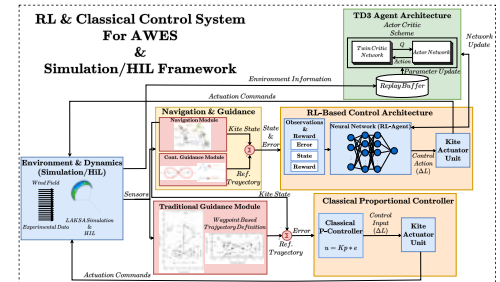 RL & Classical Control System
For AWES
&
Simulation/HIL Framework
TD3 Agent Architecture
Actor Critic
Scheme
Twin Critic
Network
Q
Action
Actor Network
Network
Update
Parameter Update
Replay Buffer
Environment Information
Actuation Commands
Navigation & Guidance
Navigation Module
Kite State
State
&
Error
Σ
Cont. Guidance Module
Ref.
Trajectory
RL-Based Control Architecture
Observations
&
Reward
Error
State
Reward
Neural Network (RL-Agent)
Control
Action
(ΔL)
Kite
Actuator
Unit
Environment & Dynamics
(Simulation/HiL)
Wind Field
Experimental Data
LAKSA Simulation
&
HIL
Sensors
Kite State
Traditional Guidance Module
Waypoint Based
Trajectory Definition
Σ
Error
Ref.
Trajectory
Classical Proportional Controller
Classical
P-Controller
u = Kp * e
Control
Input
(ΔL)
Kite
Actuator
Unit
Actuation Commands